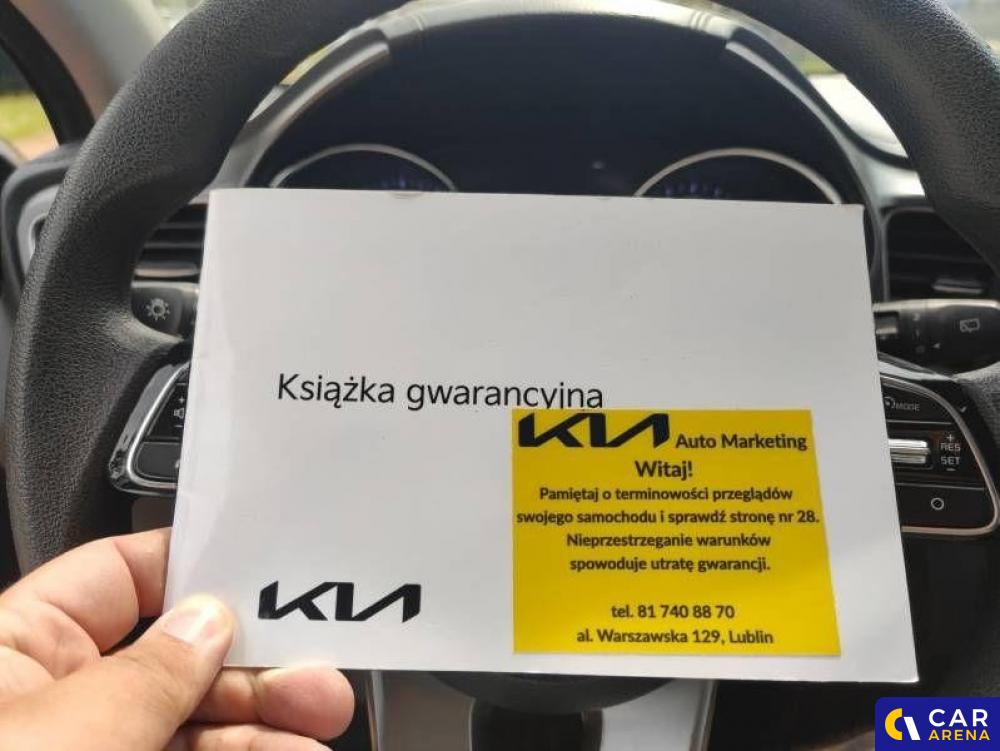 Książka gwarancyjna
KIA Auto Marketing
Witaj!
Pamiętaj o terminowości przeglądów
swojego samochodu i sprawdź stronę nr 28.
Nieprzestrzeganie warunków
spowoduje utratę gwarancji.
tel. 81 740 88 70
al. Warszawska 129, Lublin
KIA
MODE
+
RES
SET
-
CAR
ARENA